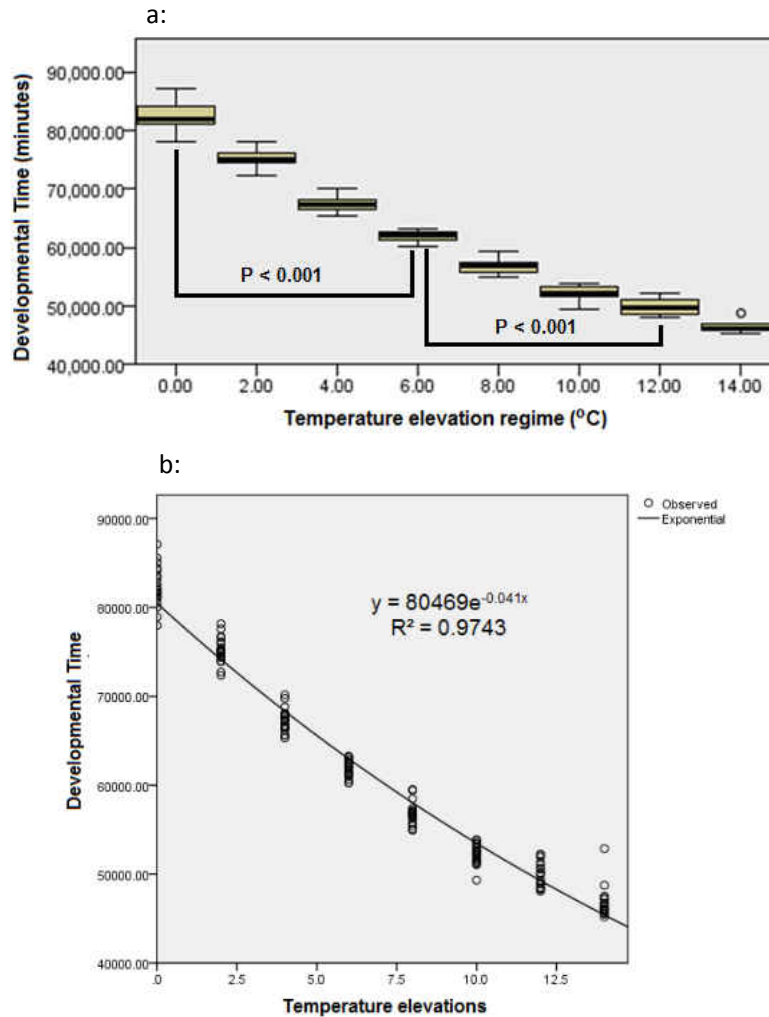 a:
90,000.00
80,000.00
70,000.00
60,000.00
50,000.00
40,000.00
Developmental Time (minutes)
P < 0.001
P < 0.001
0.00 2.00 4.00 6.00 8.00 10.00 12.00 14.00
Temperature elevation regime (°C)
b:
Observed
Exponential
90000.00
80000.00
70000.00
60000.00
50000.00
40000.00
Developmental Time
y = 80469e^-0.041x
R² = 0.9743
.0 2.5 5.0 7.5 10.0 12.5
Temperature elevations